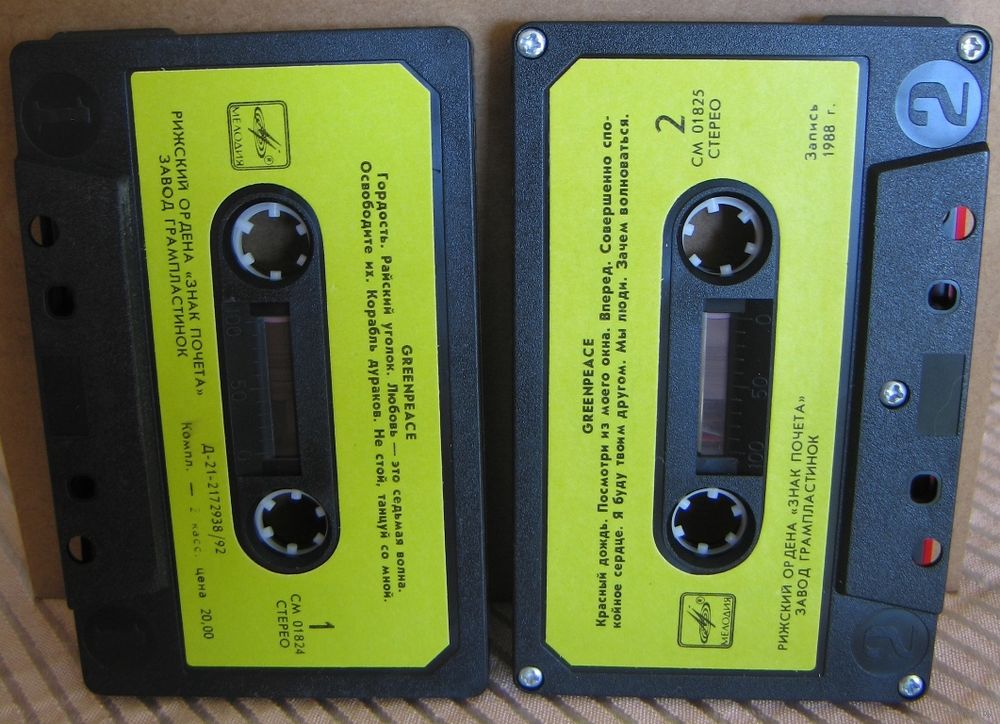 1
МЕЛОДИЯ
РИЖСКИЙ ОРДЕНА «ЗНАК ПОЧЕТА»
ЗАВОД ГРАМПЛАСТИНОК
Д-21-2172938/92
Компл. — 2 касс. цена 20,00
100
50
0
GREENPEACE
Гордость. Райский уголок. Любовь — это седьмая волна.
Освободите их. Корабль дураков. Не стой, танцуй со мной.
1
СМ 01824
СТЕРЕО
2
2
СМ 01825
СТЕРЕО
Запись
1988 г.
GREENPEACE
Красный дождь. Посмотри из моего окна. Вперед. Совершенно спо-
койное сердце. Я буду твоим другом. Мы люди. Зачем волноваться.
0
50
100
МЕЛОДИЯ
РИЖСКИЙ ОРДЕНА «ЗНАК ПОЧЕТА»
ЗАВОД ГРАМПЛАСТИНОК
2